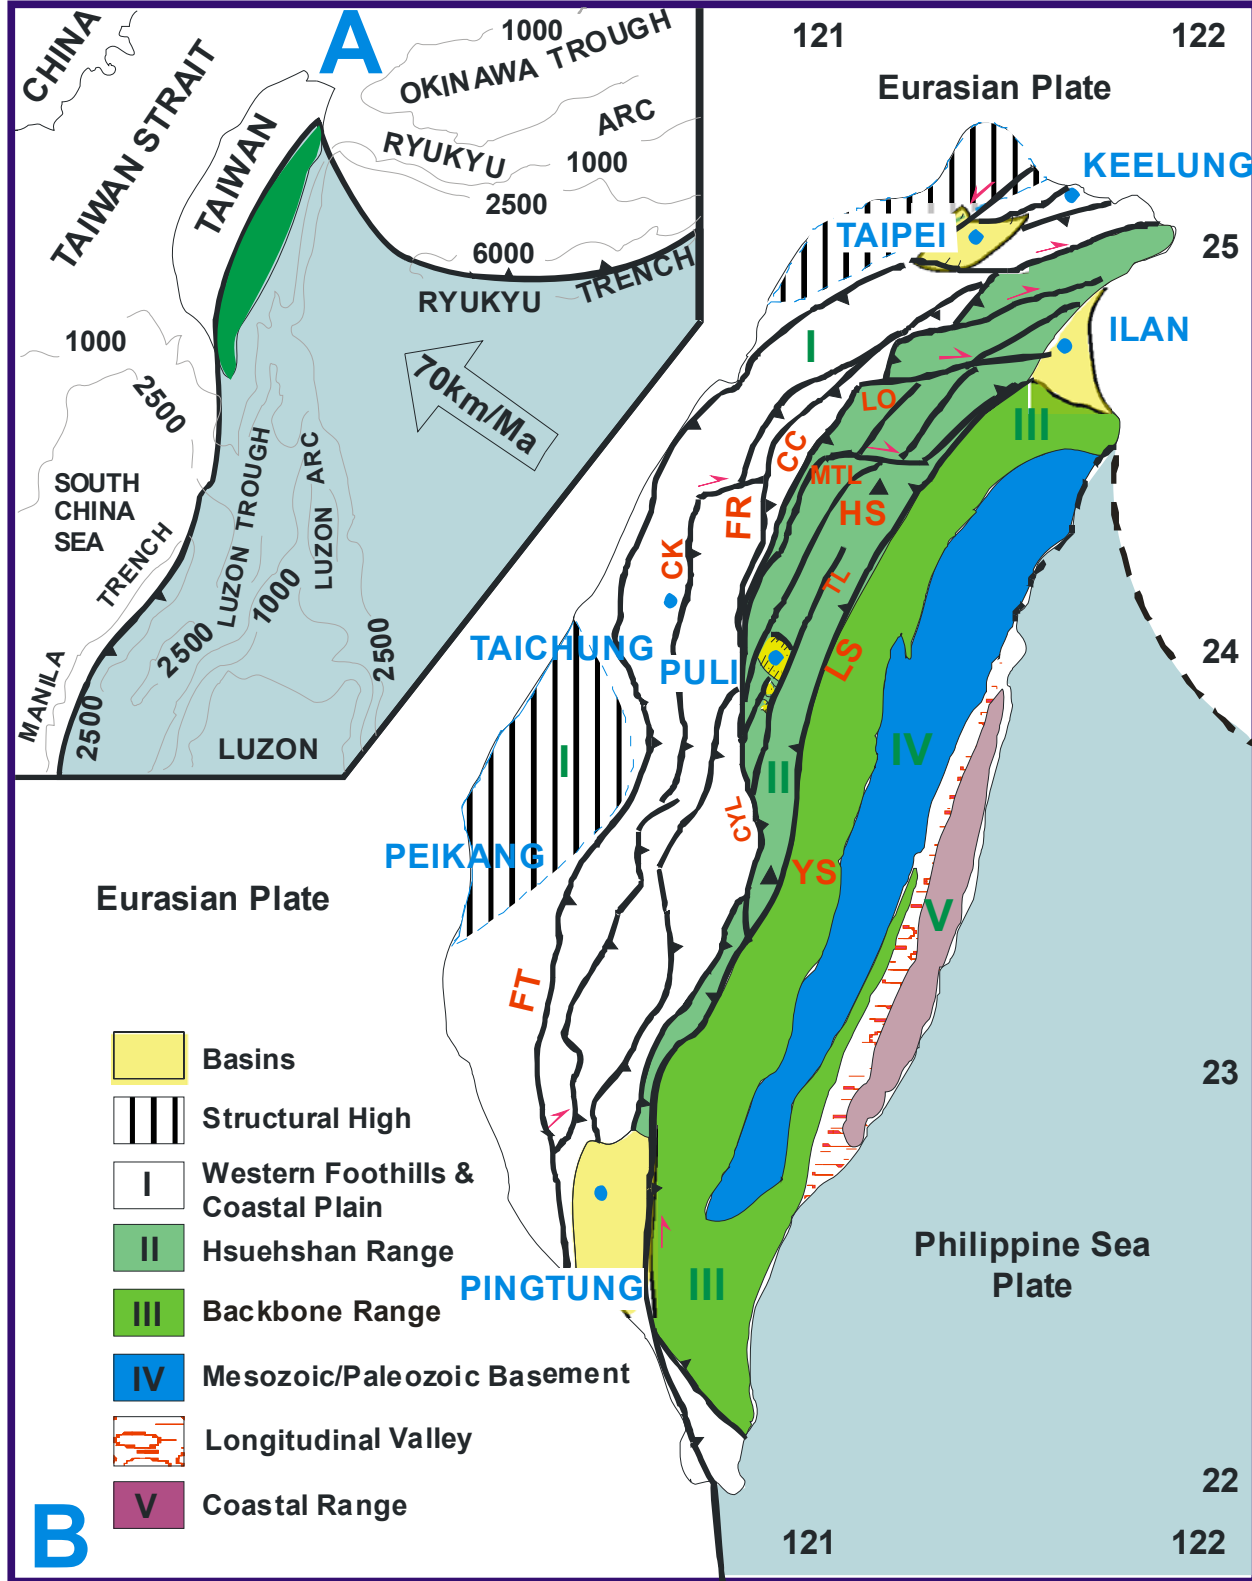 A
CHINA
TAIWAN STRAIT
TAIWAN
1000
OKINAWA TROUGH
RYUKYU
ARC
1000
2500
6000
RYUKYU
TRENCH
70km/Ma
1000
2500
SOUTH
CHINA
SEA
TRENCH
MANILA
2500
LUZON TROUGH
LUZON
ARC
1000
2500
2500
LUZON
121
122
Eurasian Plate
KEELUNG
TAIPEI
25
ILAN
I
III
LO
CC
MTL
HS
FR
CK
TL
LS
TAICHUNG
PULI
24
I
II
IV
CYL
PEIKANG
YS
V
Eurasian Plate
FT
23
PINGTUNG
III
Philippine Sea
Plate
22
121
122
Basins
Structural High
I
Western Foothills &
Coastal Plain
II
Hsuehshan Range
III
Backbone Range
IV
Mesozoic/Paleozoic Basement
Longitudinal Valley
V
Coastal Range
B